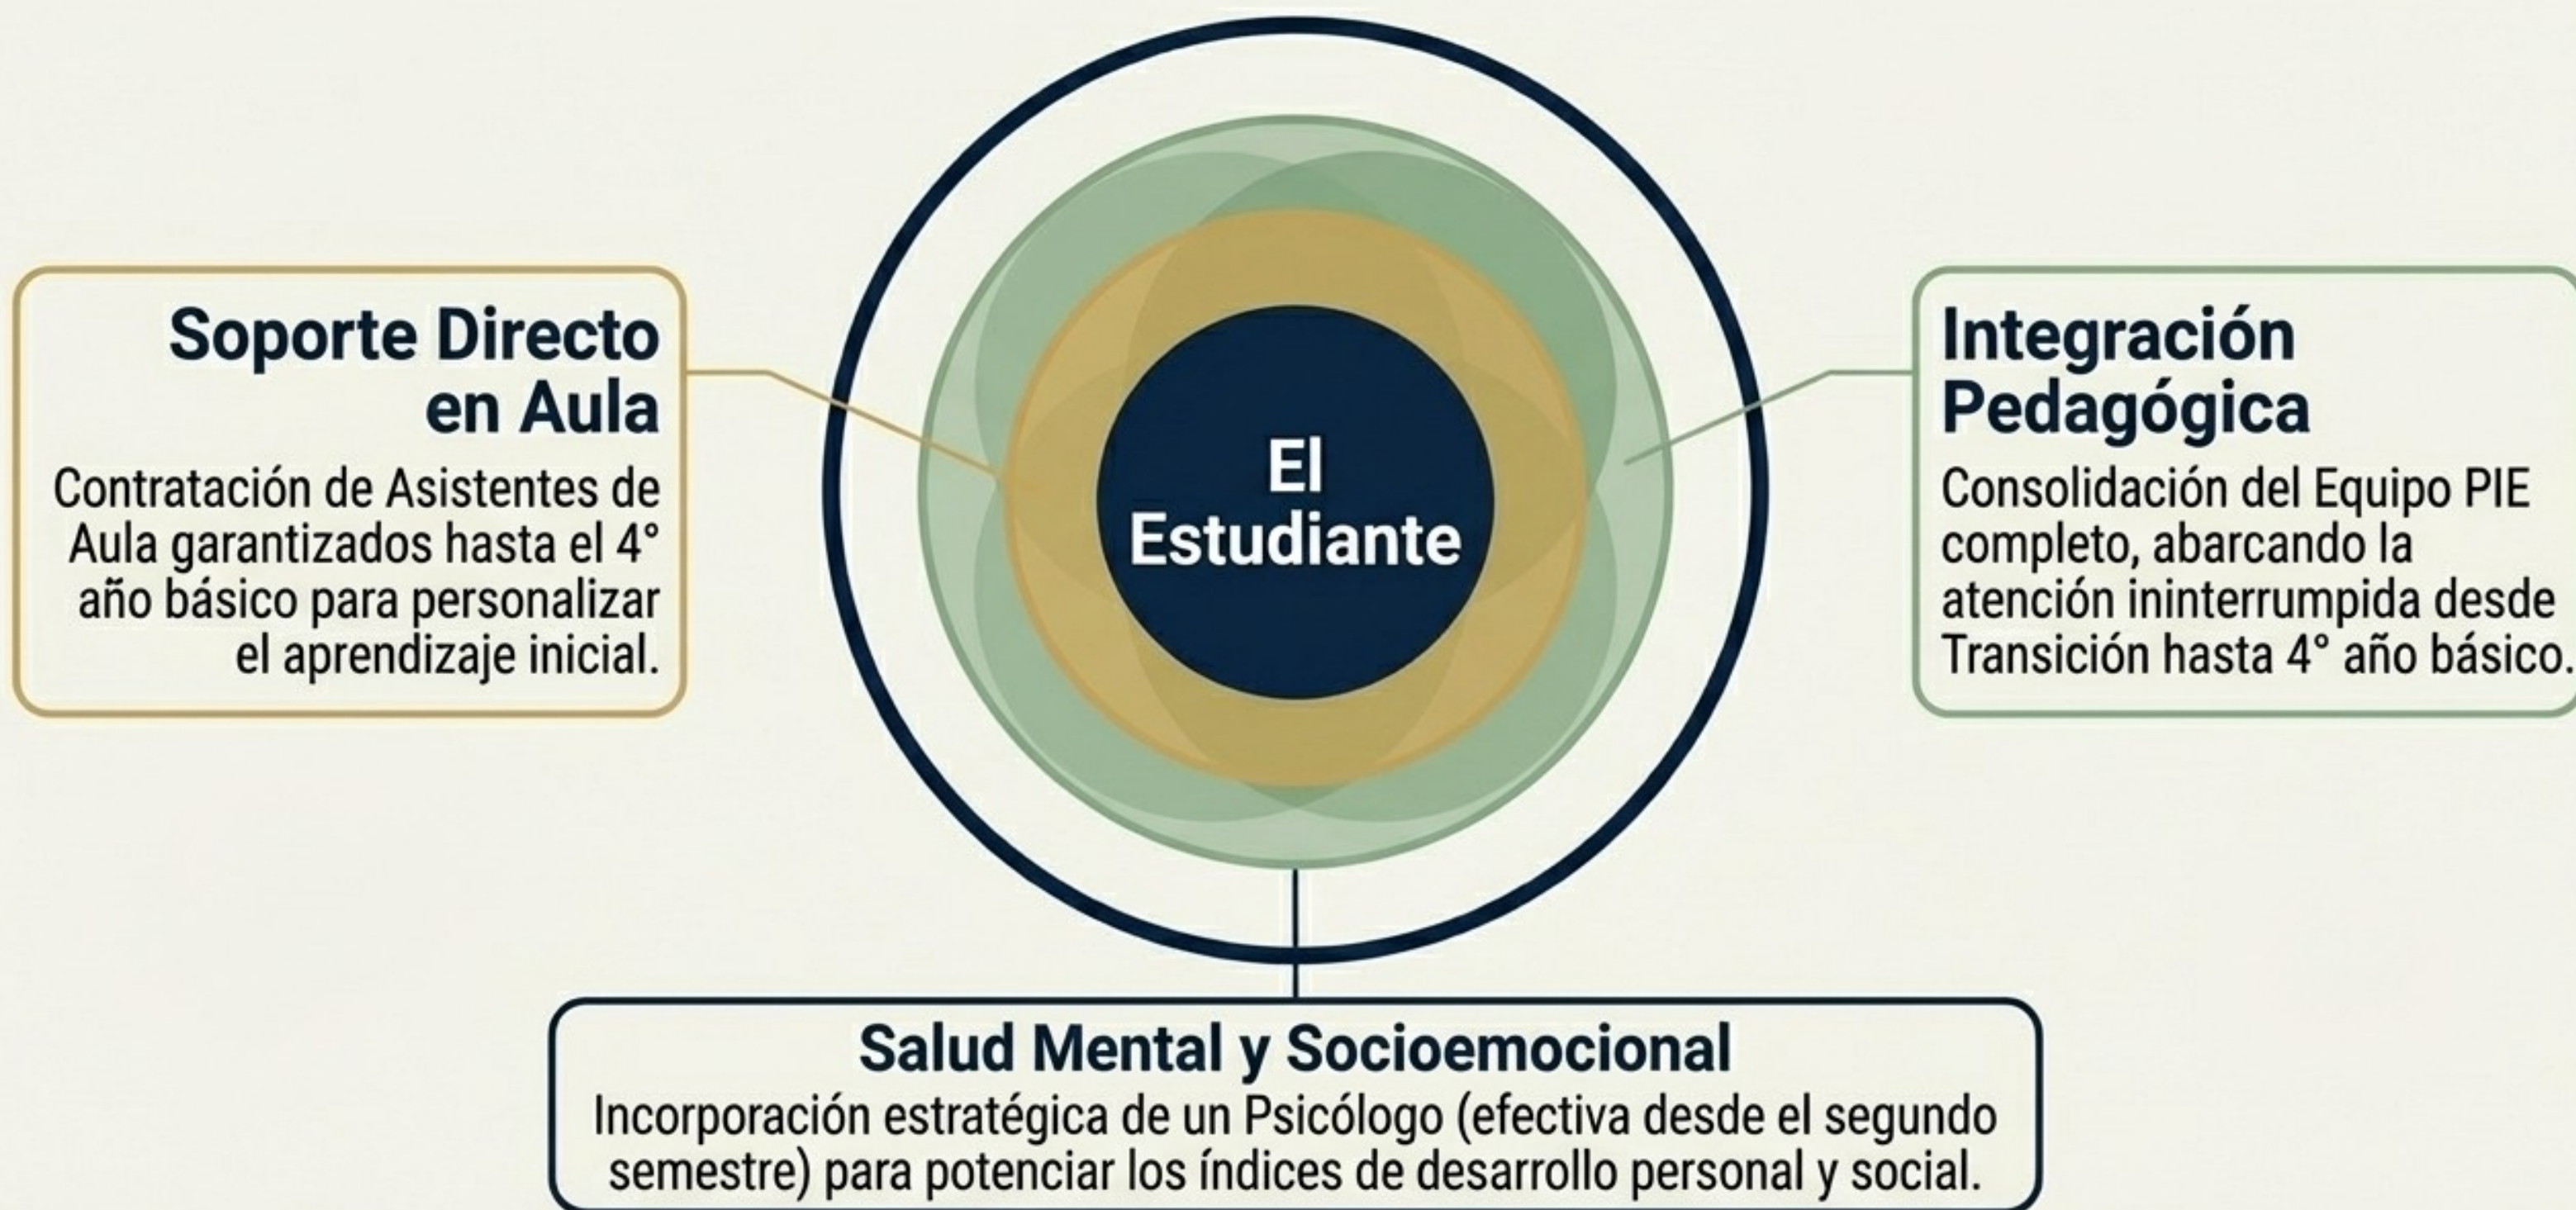 Soporte Directo
en Aula
Contratación de Asistentes de
Aula garantizados hasta el 4°
año básico para personalizar
el aprendizaje inicial.
El
Estudiante
Integración
Pedagógica
Consolidación del Equipo PIE
completo, abarcando la
atención ininterrumpida desde
Transición hasta 4° año básico.
Salud Mental y Socioemocional
Incorporación estratégica de un Psicólogo (efectiva desde el segundo
semestre) para potenciar los índices de desarrollo personal y social.